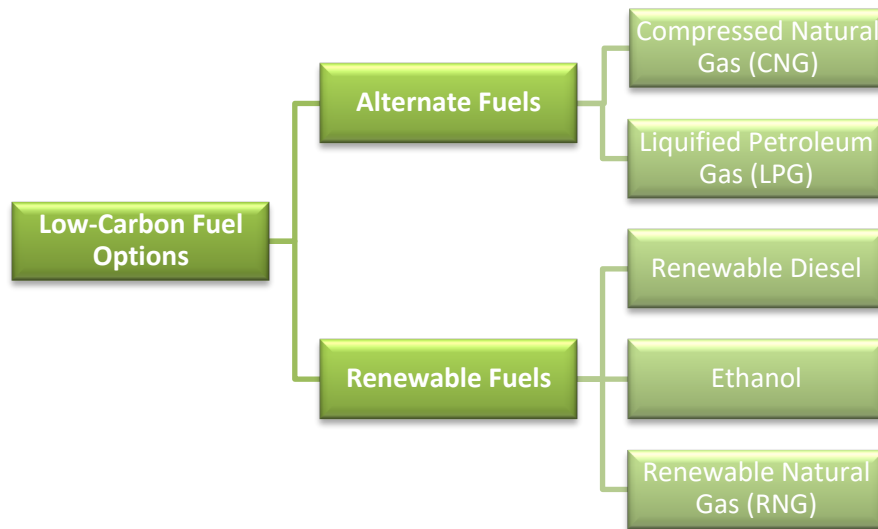 Low-Carbon Fuel
Options
Alternate Fuels
Compressed Natural
Gas (CNG)
Liquified Petroleum
Gas (LPG)
Renewable Fuels
Renewable Diesel
Ethanol
Renewable Natural
Gas (RNG)